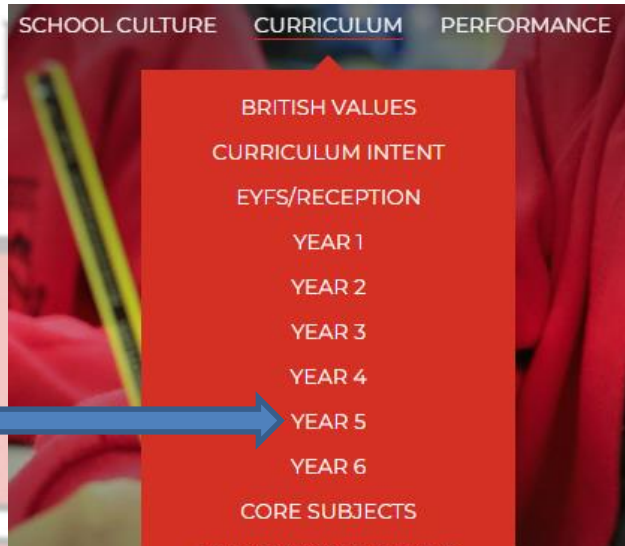 SCHOOL CULTURE CURRICULUM PERFORMANCE
BRITISH VALUES
CURRICULUM INTENT
EYFS/RECEPTION
YEAR 1
YEAR 2
YEAR 3
YEAR 4
YEAR 5
YEAR 6
CORE SUBJECTS